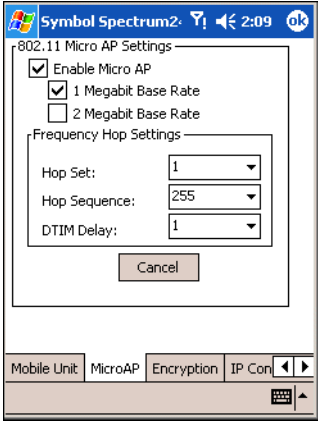 Symbol Spectrum2 2:09 ok
802.11 Micro AP Settings
Enable Micro AP
1 Megabit Base Rate
2 Megabit Base Rate
Frequency Hop Settings
Hop Set: 1
Hop Sequence: 255
DTIM Delay: 1
Cancel
Mobile Unit MicroAP Encryption IP Con